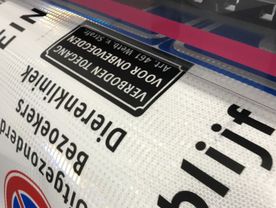 VERBODEN TOEGANG
VOOR ONBEVOEGDEN
Art 461 Wetb. v. Strafr.
Bezoekers
Dierenkliniek
blijf